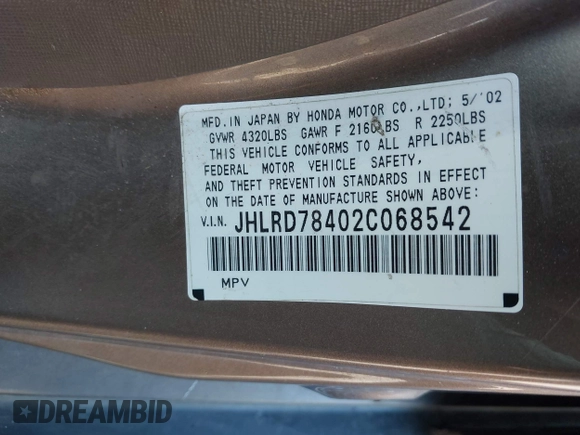 MFD. IN JAPAN BY HONDA MOTOR CO.,LTD; 5/'02
GVWR 4320LBS GAWR F 2160LBS R 2250LBS
THIS VEHICLE CONFORMS TO ALL APPLICABLE
FEDERAL MOTOR VEHICLE SAFETY,
AND THEFT PREVENTION STANDARDS IN EFFECT
ON THE DATE OF MANUFACTURE SHOWN ABOVE:
V.I.N. JHLRD78402C068542
MPV
DREAMBID